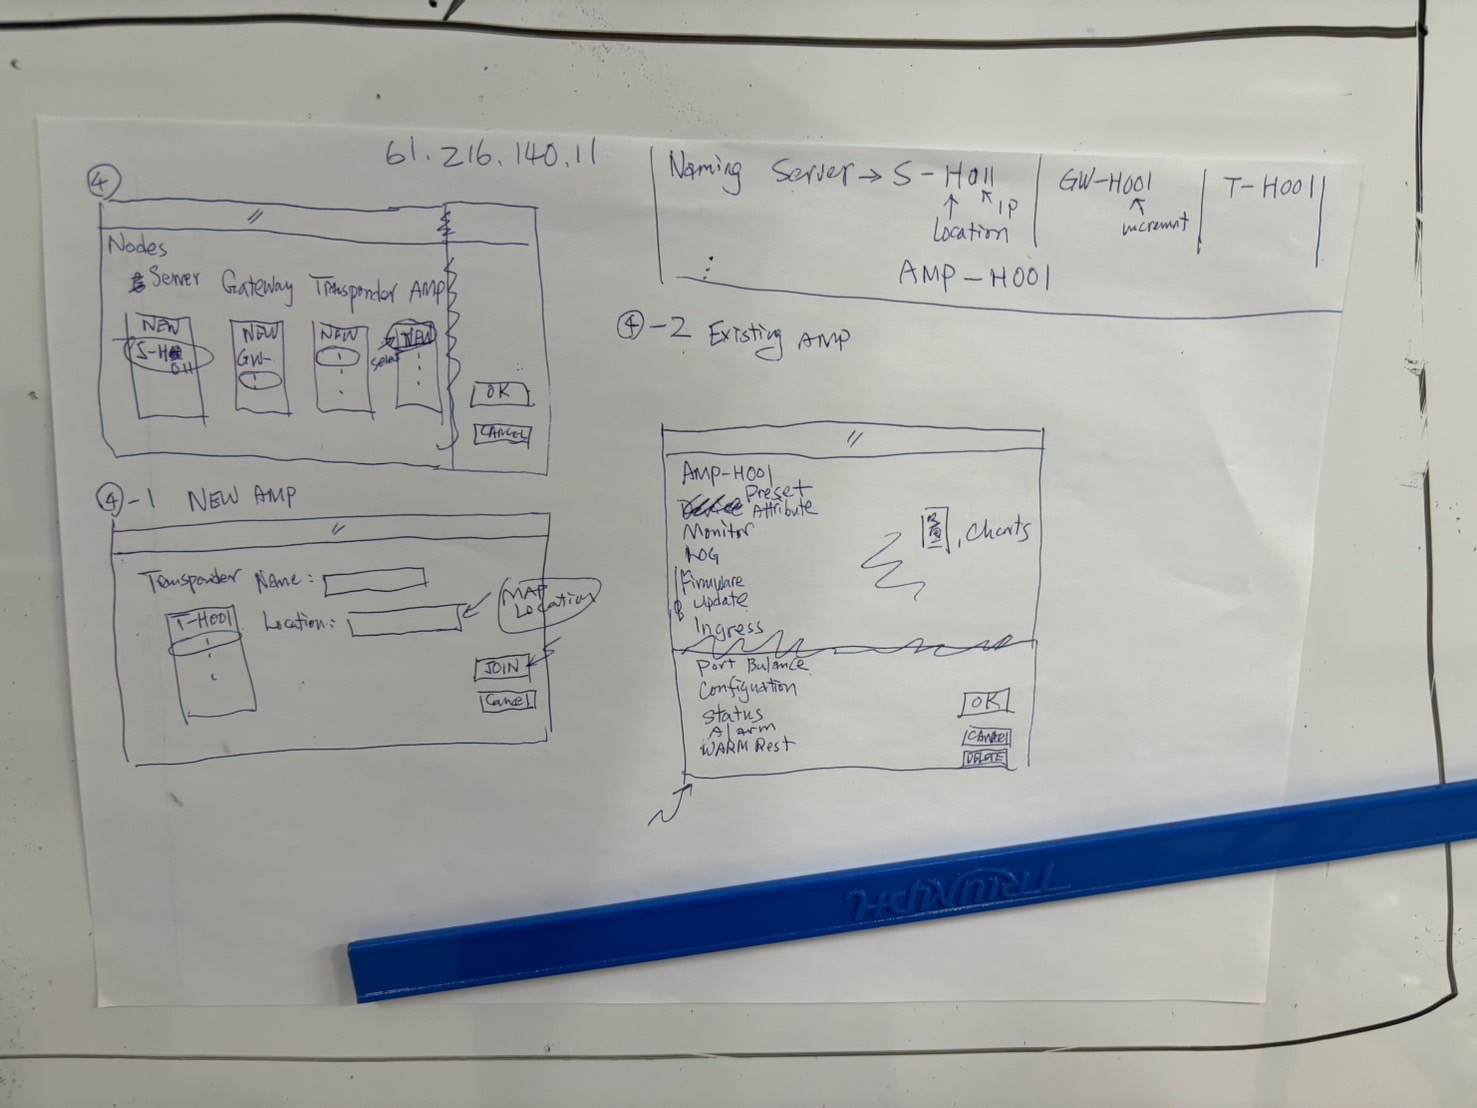 61.216.140.11
Naming Server → S-H011
IP
Location
GW-H001
increment
T-H001
AMP-H001
④
Nodes
Server Gateway Transponder AMP
NEW
S-H
011
NEW
GW-
NEW
select
NEW
OK
CANCEL
④-1 NEW AMP
Transponder Name:
T-H001
Location:
MAP
Location
JOIN
Cancel
④-2 Existing AMP
AMP-H001
Preset
Attribute
Monitor
LOG
Firmware
update
Ingress
Port Balance
Configuration
Status
Alarm
WARM Rest
, Charts
OK
CANCEL
DELETE
TRIUMPH